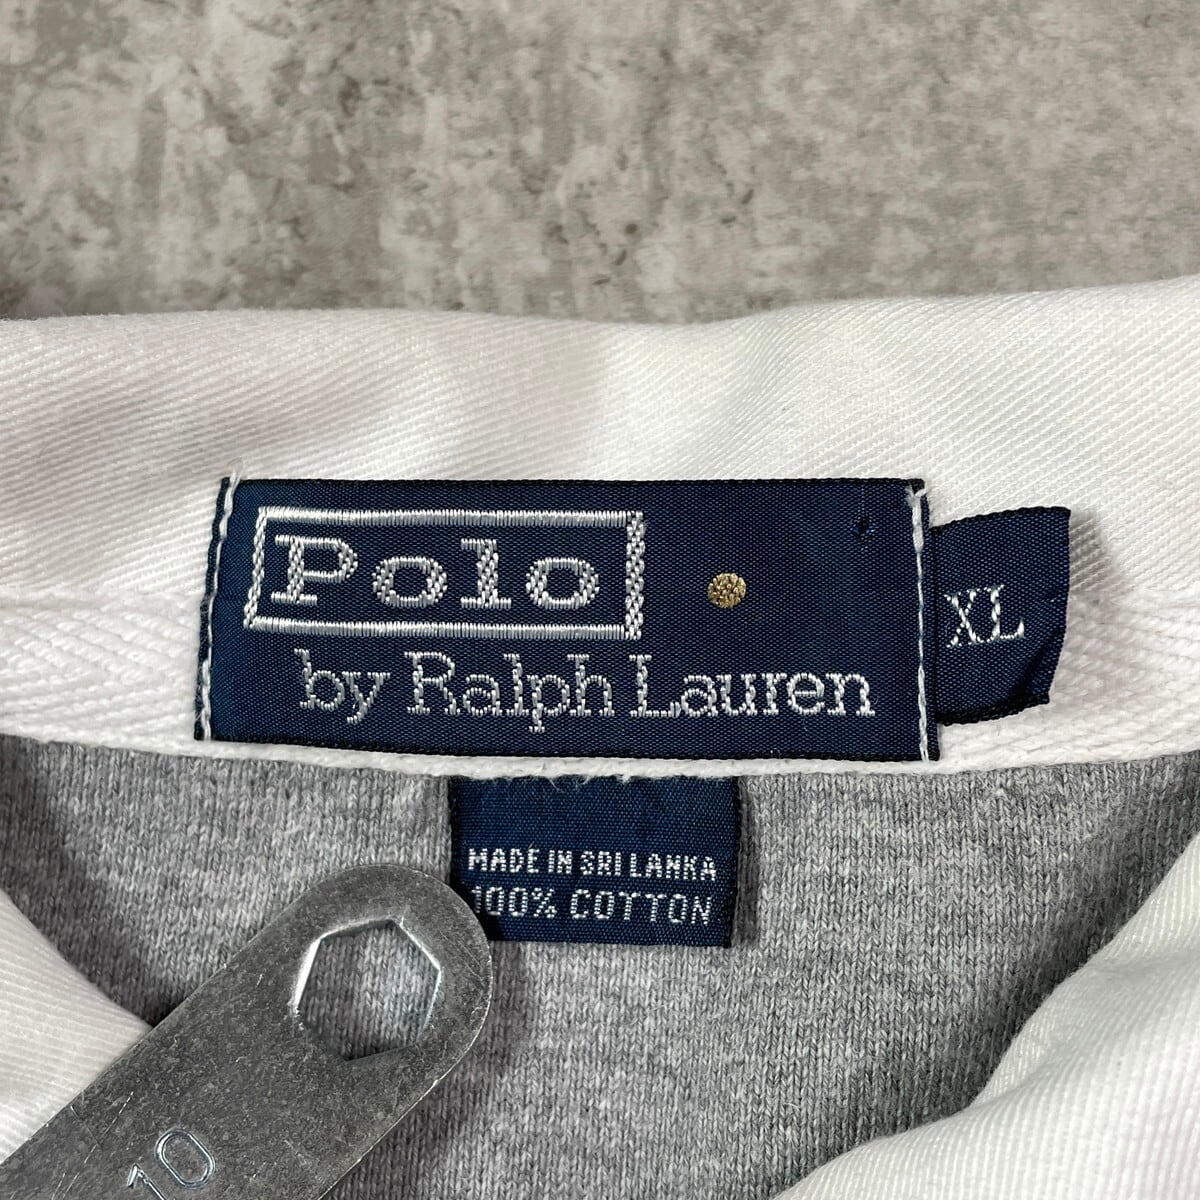 Polo
by Ralph Lauren
XL
MADE IN SRI LANKA
100% COTTON
10